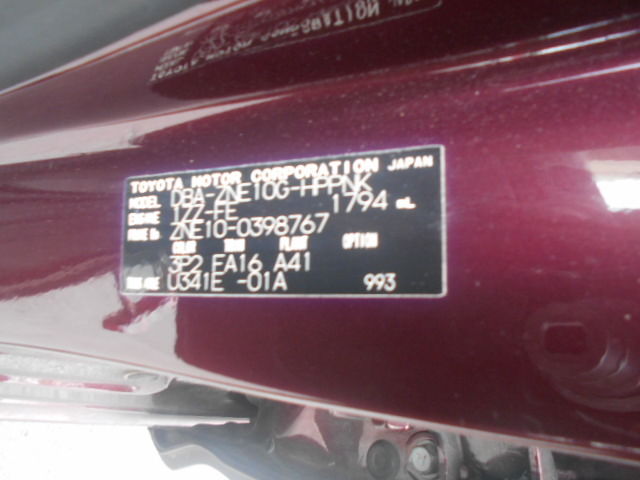 TOYOTA MOTOR CORPORATION JAPAN
MODEL DBA-ZNE10G-HPPNK
ENGINE 1ZZ-FE 1794 mL
FRAME No. ZNE10-0398767
COLOR TRIM PLANT OPTION
3P2 FA16 A41
TRANS/AXLE U341E -01A 993